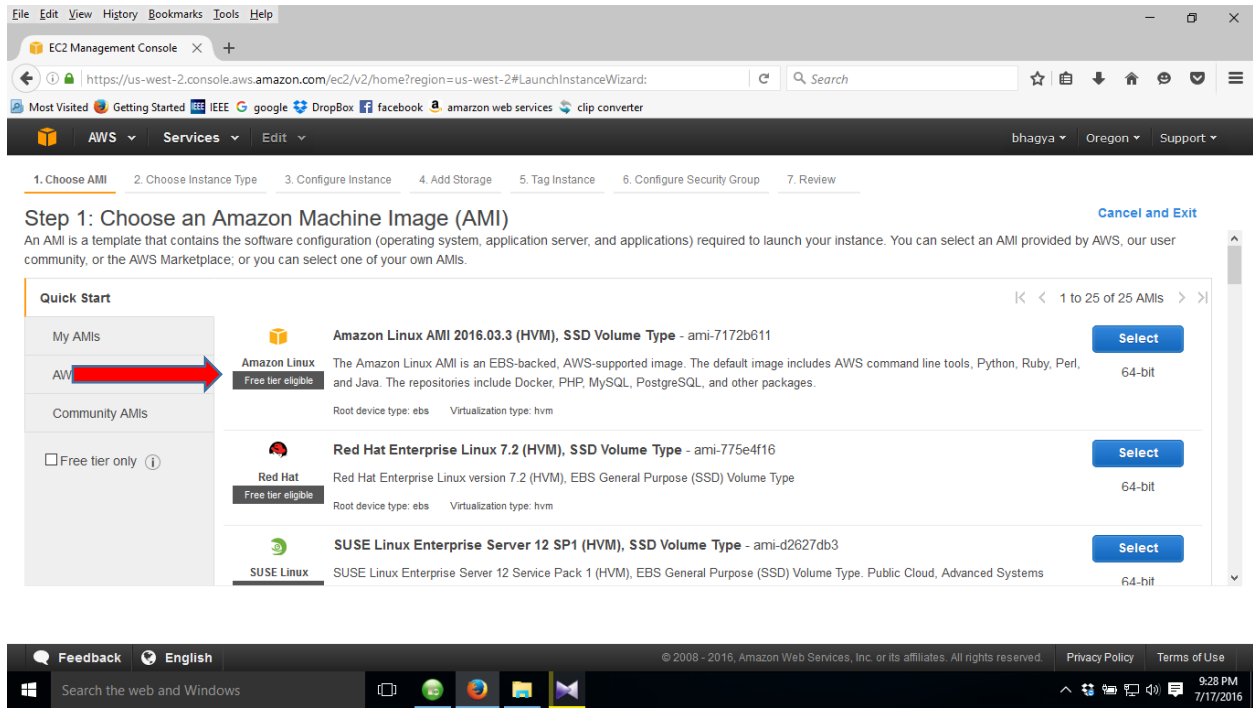 File Edit View History Bookmarks Tools Help
EC2 Management Console
https://us-west-2.console.aws.amazon.com/ec2/v2/home?region=us-west-2#LaunchInstanceWizard:
Search
Most Visited Getting Started IEEE google DropBox facebook amarzon web services clip converter
AWS Services Edit bhagya Oregon Support
1. Choose AMI 2. Choose Instance Type 3. Configure Instance 4. Add Storage 5. Tag Instance 6. Configure Security Group 7. Review
Step 1: Choose an Amazon Machine Image (AMI)
Cancel and Exit
An AMI is a template that contains the software configuration (operating system, application server, and applications) required to launch your instance. You can select an AMI provided by AWS, our user
community, or the AWS Marketplace; or you can select one of your own AMIs.
Quick Start
1 to 25 of 25 AMIs
My AMIs
AW
Community AMIs
Free tier only
Amazon Linux
Free tier eligible
Amazon Linux AMI 2016.03.3 (HVM), SSD Volume Type - ami-7172b611
The Amazon Linux AMI is an EBS-backed, AWS-supported image. The default image includes AWS command line tools, Python, Ruby, Perl,
and Java. The repositories include Docker, PHP, MySQL, PostgreSQL, and other packages.
Root device type: ebs Virtualization type: hvm
Select
64-bit
Red Hat
Free tier eligible
Red Hat Enterprise Linux 7.2 (HVM), SSD Volume Type - ami-775e4f16
Red Hat Enterprise Linux version 7.2 (HVM), EBS General Purpose (SSD) Volume Type
Root device type: ebs Virtualization type: hvm
Select
64-bit
SUSE Linux
SUSE Linux Enterprise Server 12 SP1 (HVM), SSD Volume Type - ami-d2627db3
SUSE Linux Enterprise Server 12 Service Pack 1 (HVM), EBS General Purpose (SSD) Volume Type. Public Cloud, Advanced Systems
Select
64-bit
Feedback English
© 2008 - 2016, Amazon Web Services, Inc. or its affiliates. All rights reserved. Privacy Policy Terms of Use
Search the web and Windows
9:28 PM
7/17/2016